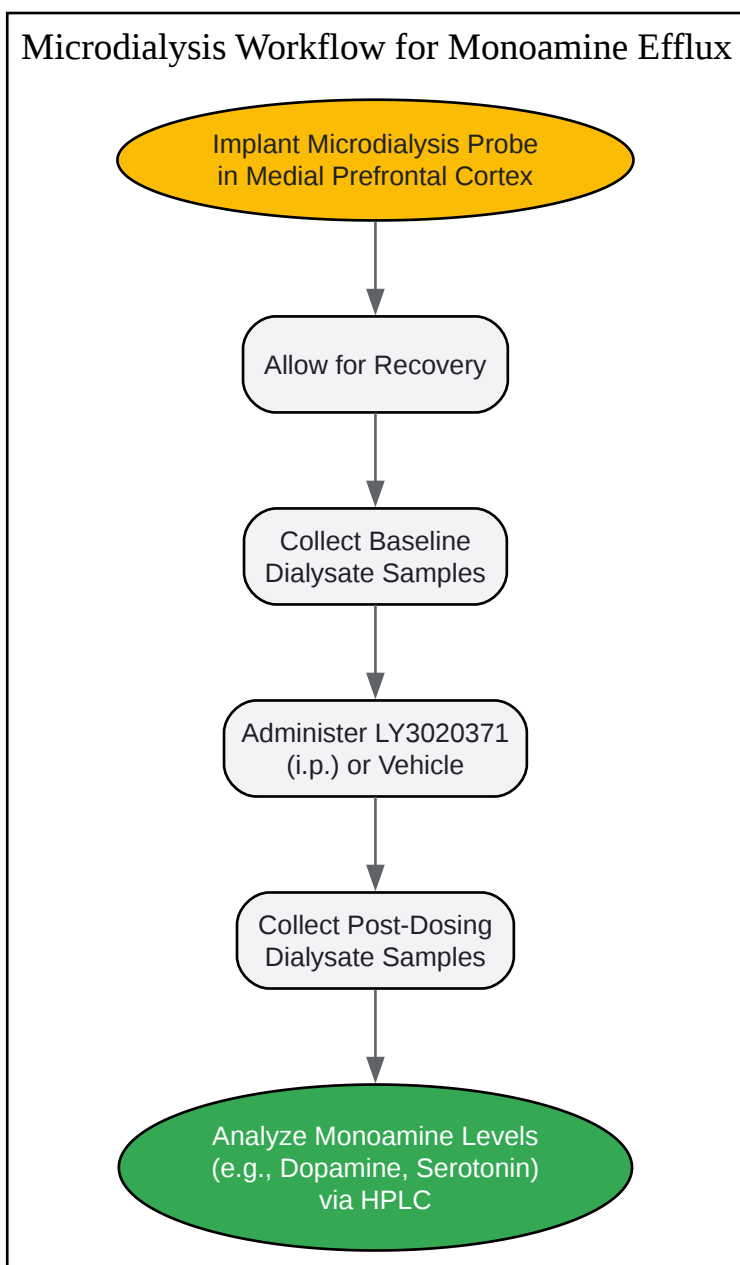 Microdialysis Workflow for Monoamine Efflux
Implant Microdialysis Probe
in Medial Prefrontal Cortex
Allow for Recovery
Collect Baseline
Dialysate Samples
Administer LY3020371
(i.p.) or Vehicle
Collect Post-Dosing
Dialysate Samples
Analyze Monoamine Levels
(e.g., Dopamine, Serotonin)
via HPLC